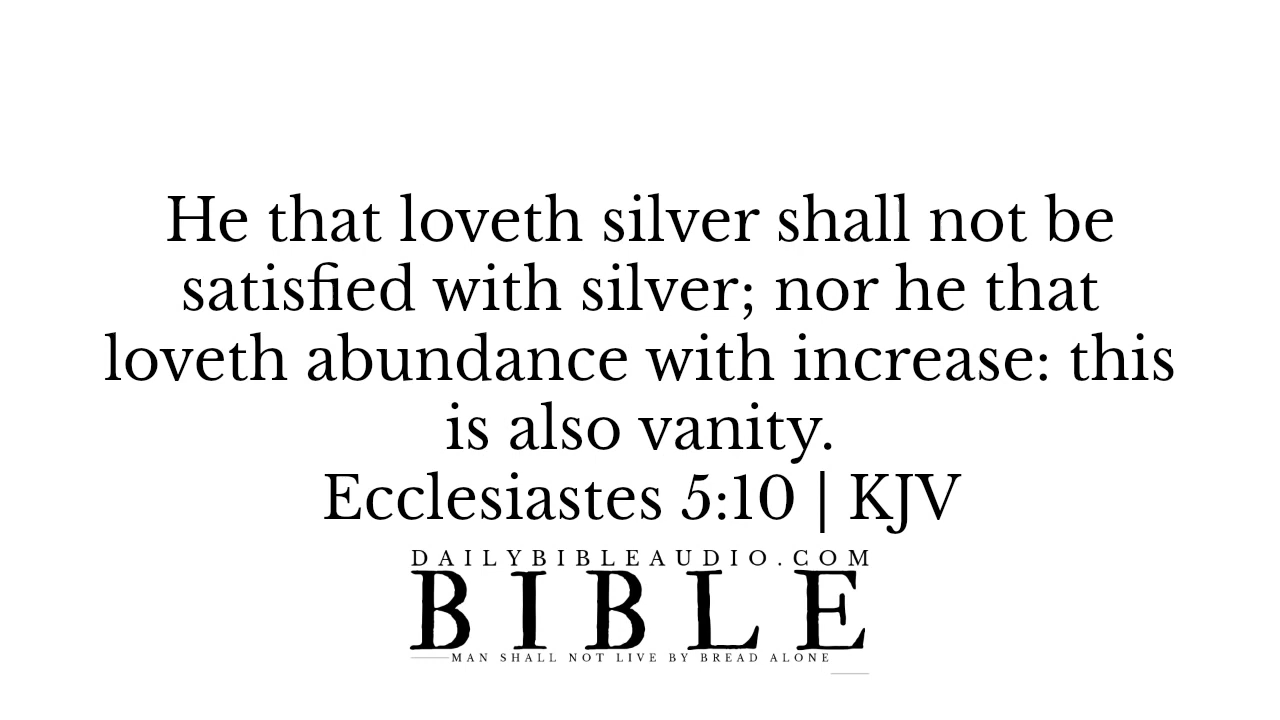 He that loveth silver shall not be
satisfied with silver; nor he that
loveth abundance with increase: this
is also vanity.
Ecclesiastes 5:10 | KJV
DAILYBIBLEAUDIO.COM
BIBLE
MAN SHALL NOT LIVE BY BREAD ALONE